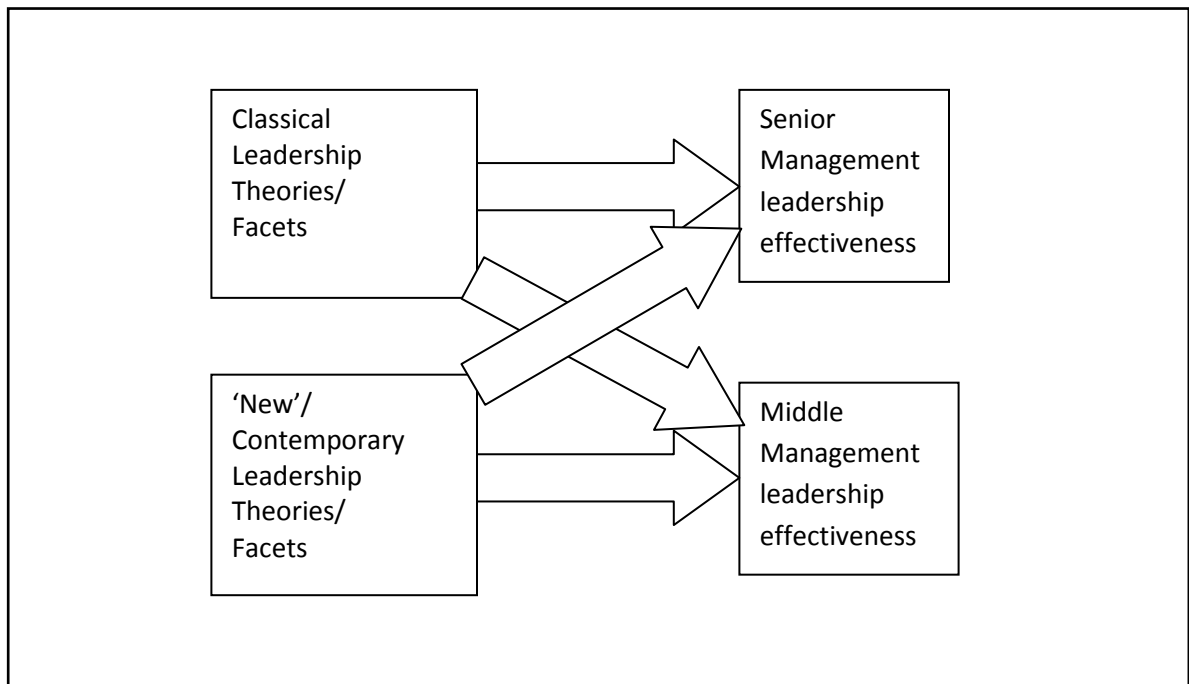 Classical
Leadership
Theories/
Facets
Senior
Management
leadership
effectiveness
‘New’/
Contemporary
Leadership
Theories/
Facets
Middle
Management
leadership
effectiveness